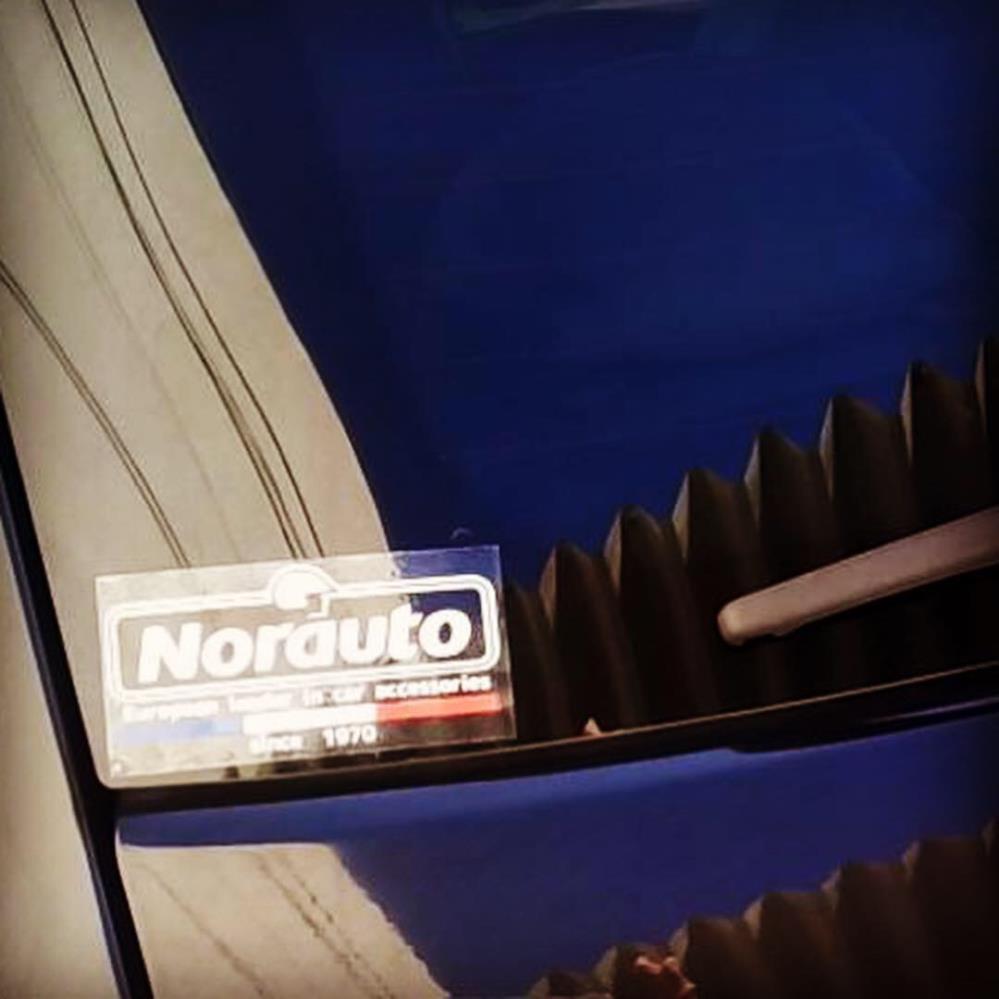 Norauto
European leader in car accessories
since 1970